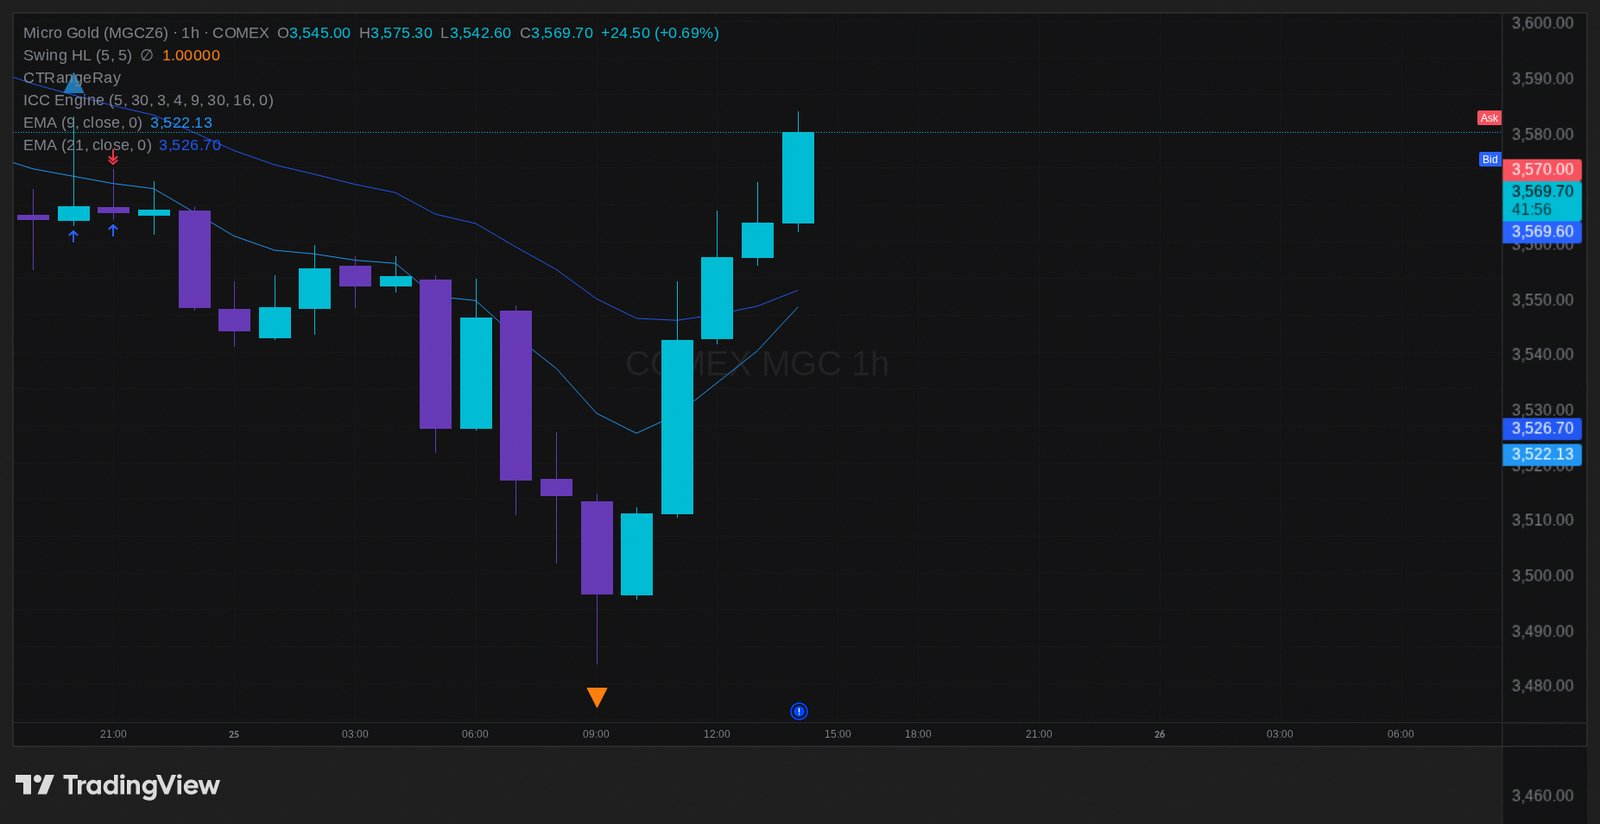 Micro Gold (MGCZ6) · 1h · COMEX O3,545.00 H3,575.30 L3,542.60 C3,569.70 +24.50 (+0.69%)
Swing HL (5, 5) ∅ 1.00000
CTRangeRay
ICC Engine (5, 30, 3, 4, 9, 30, 16, 0)
EMA (9, close, 0) 3,522.13
EMA (21, close, 0) 3,526.70
COMEX MGC 1h
3,600.00
3,590.00
Ask
3,580.00
Bid
3,570.00
3,569.70
41:56
3,569.60
3,560.00
3,550.00
3,540.00
3,530.00
3,526.70
3,522.13
3,520.00
3,510.00
3,500.00
3,490.00
3,480.00
3,460.00
21:00 25 03:00 06:00 09:00 12:00 15:00 18:00 21:00 26 03:00 06:00
TradingView